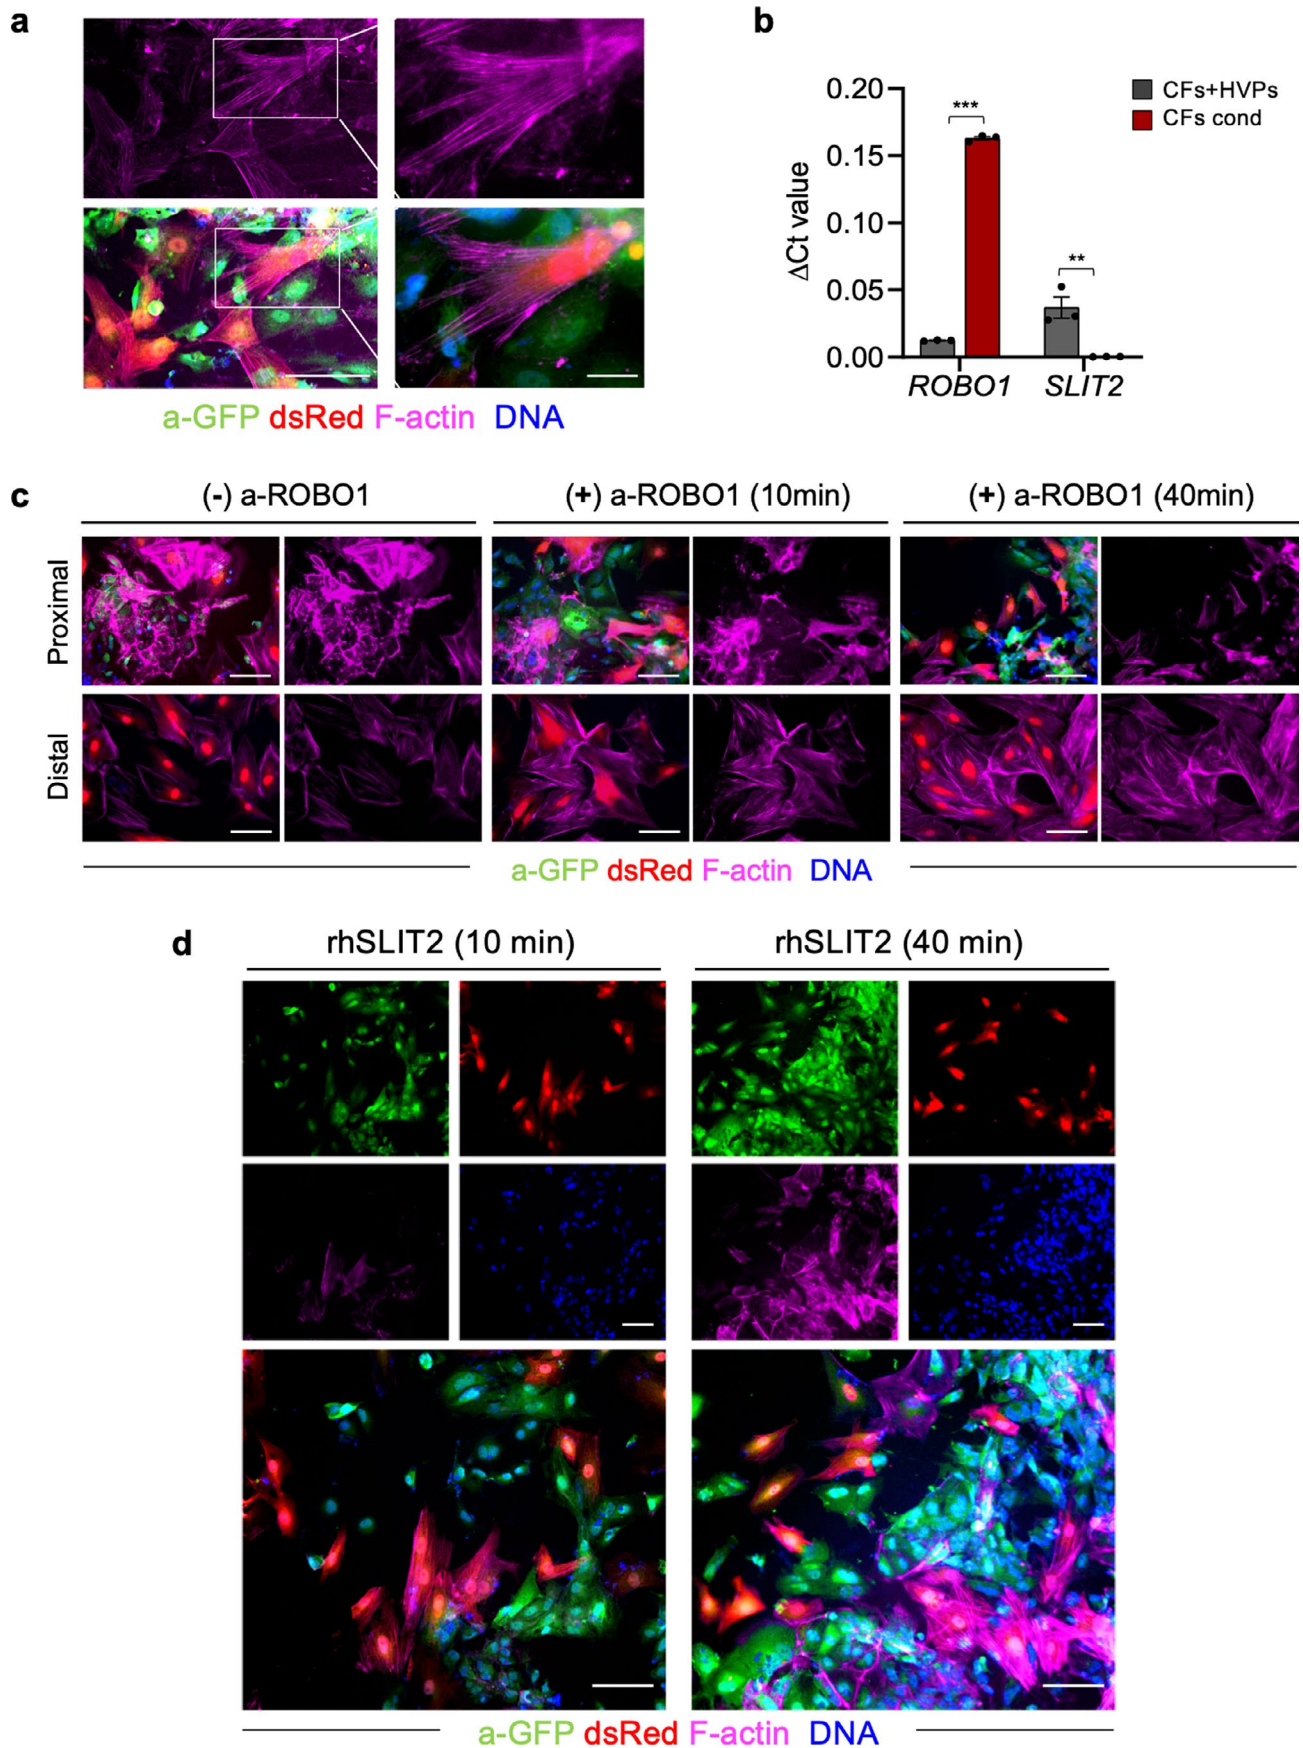 a
a-GFP dsRed F-actin DNA
b
0.20
0.15
0.10
0.05
0.00
ΔCt value
***
**
CFs+HVPs
CFs cond
ROBO1 SLIT2
c
(-) a-ROBO1 (+) a-ROBO1 (10min) (+) a-ROBO1 (40min)
Proximal
Distal
a-GFP dsRed F-actin DNA
d
rhSLIT2 (10 min) rhSLIT2 (40 min)
a-GFP dsRed F-actin DNA